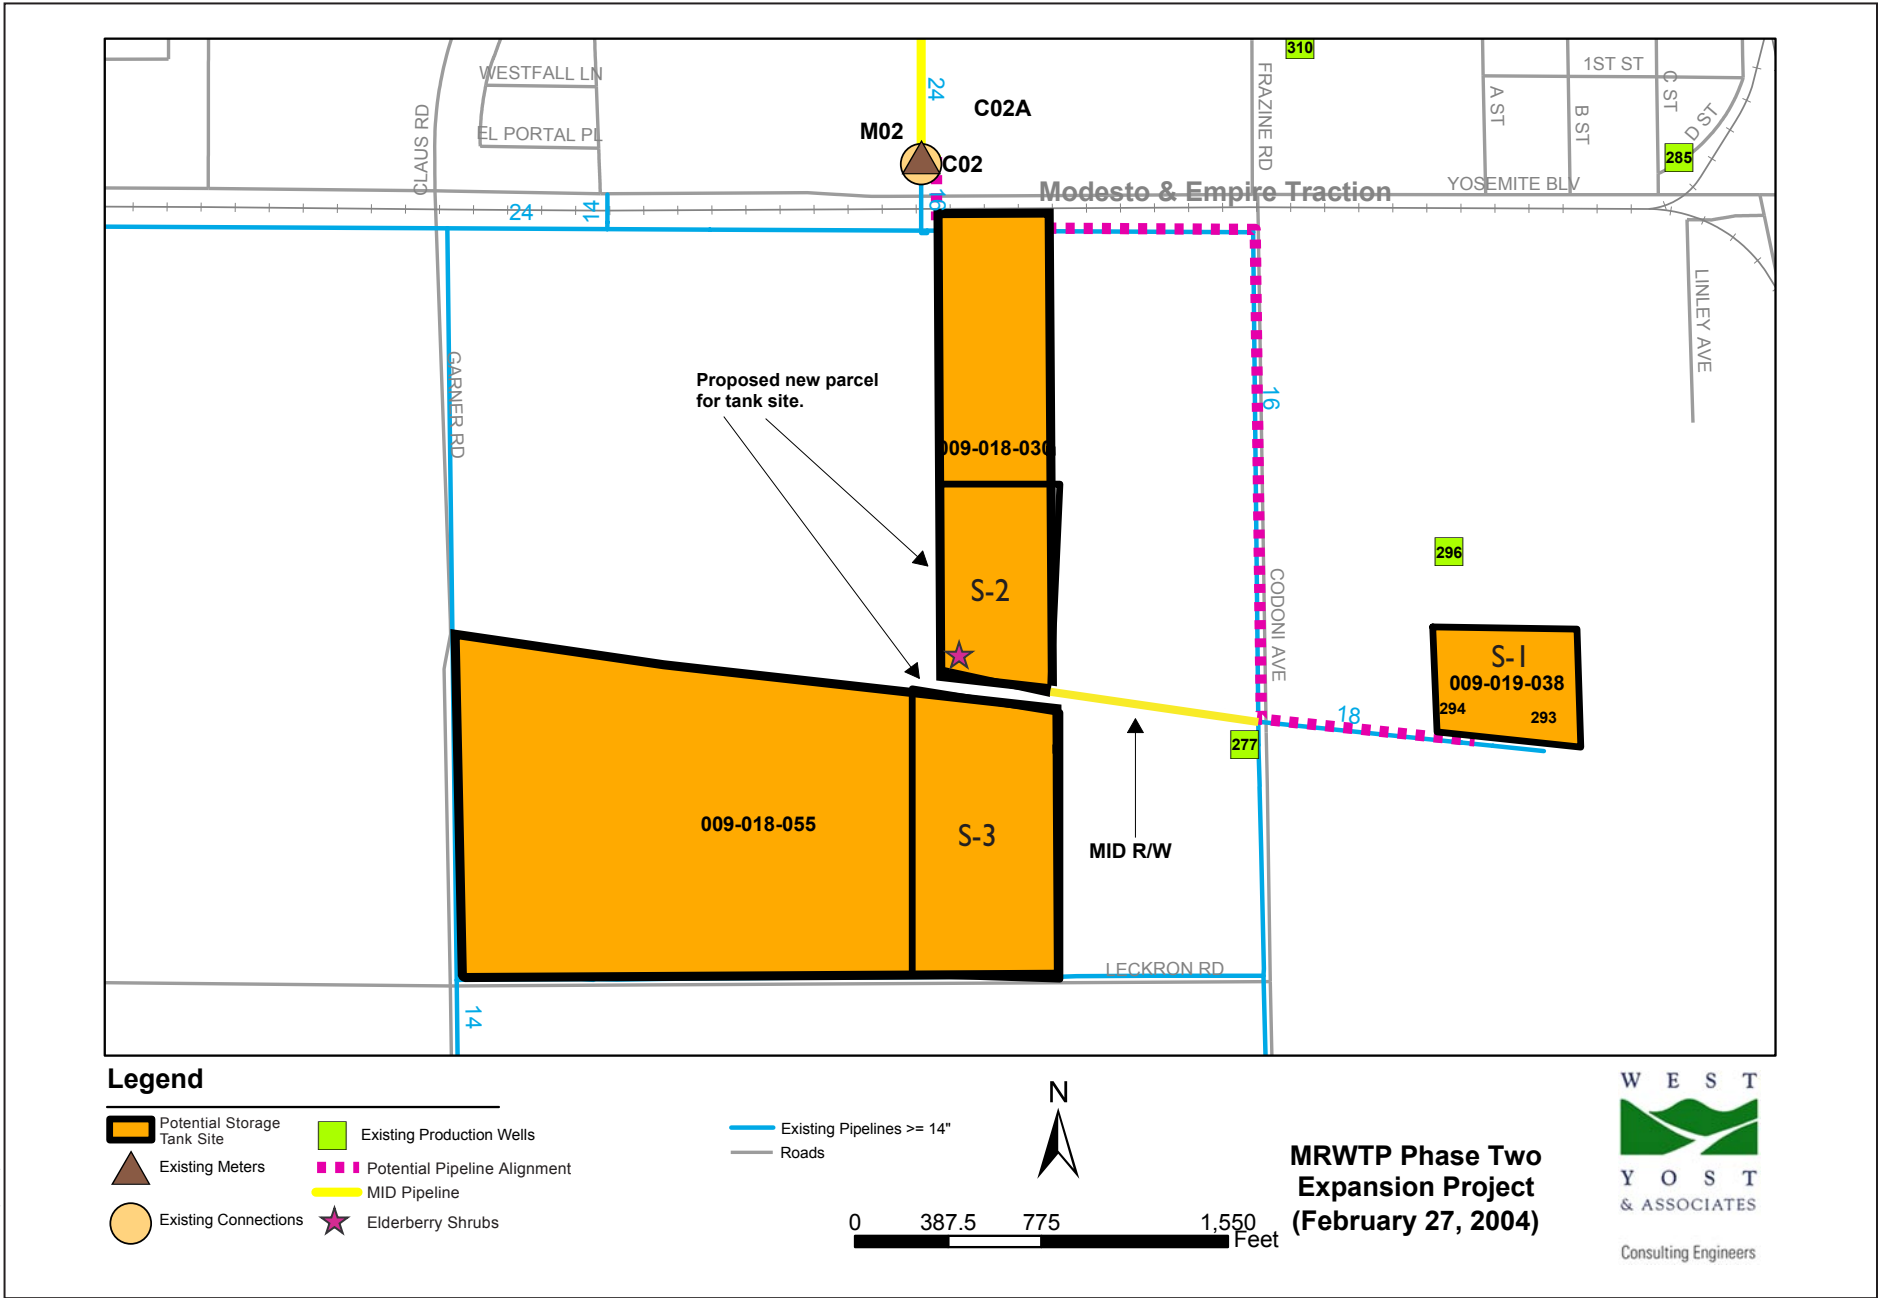 310
1ST ST
WESTFALL LN
24
C02A
FRAZINE RD
A ST
B ST
C ST
D ST
CLAUS RD
EL PORTAL PL
M02
C02
285
YOSEMITE BLV
Modesto & Empire Traction
24
14
16
LINLEY AVE
GARNER RD
Proposed new parcel
for tank site.
16
009-018-030
296
S-2
CODONI AVE
S-1
009-019-038
294
293
18
277
009-018-055
S-3
MID R/W
LECKRON RD
14
Legend
Potential Storage
Tank Site
Existing Meters
Existing Connections
Existing Production Wells
Potential Pipeline Alignment
MID Pipeline
Elderberry Shrubs
Existing Pipelines >= 14"
Roads
N
0 387.5 775 1,550
Feet
MRWTP Phase Two
Expansion Project
(February 27, 2004)
WEST
YOST
& ASSOCIATES
Consulting Engineers